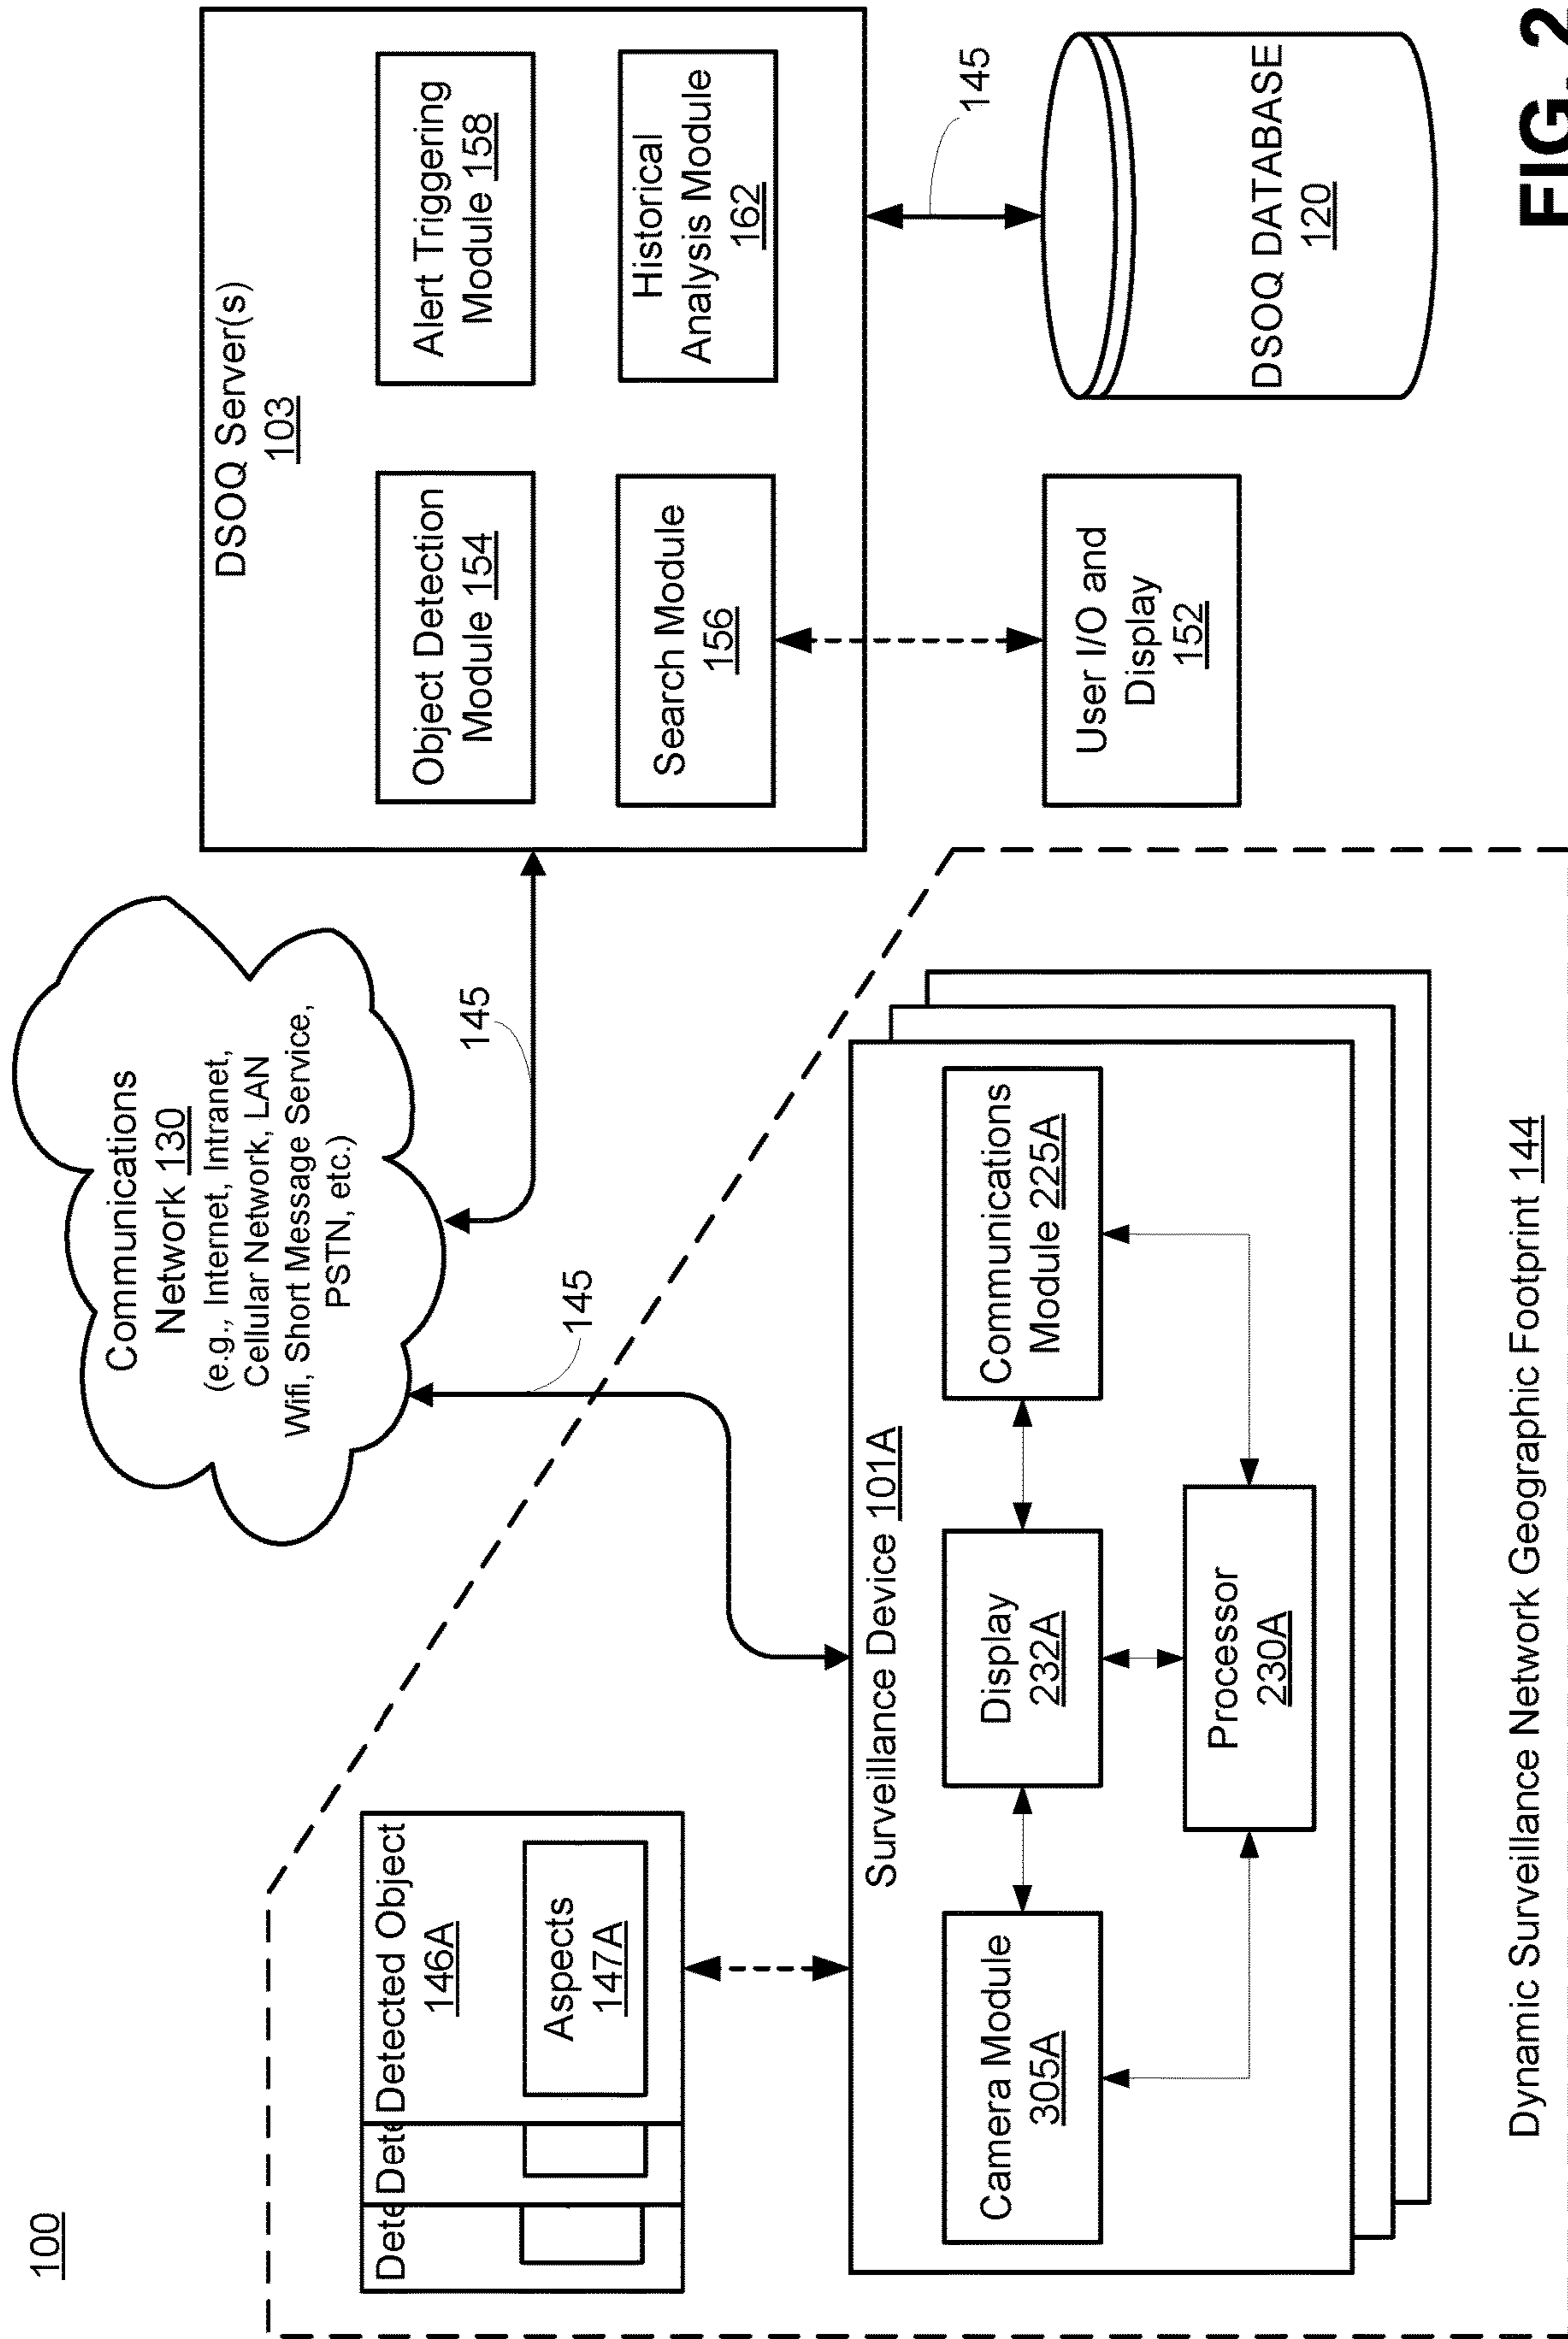 100
Communications
Network 130
(e.g., Internet, Intranet,
Cellular Network, LAN
Wifi, Short Message Service,
PSTN, etc.)
145
145
DSOQ Server(s)
103
Object Detection
Module 154
Alert Triggering
Module 158
Search Module
156
Historical
Analysis Module
162
145
User I/O and
Display
152
DSOQ DATABASE
120
Dete
Dete
Detected Object
146A
Aspects
147A
Surveillance Device 101A
Camera Module
305A
Display
232A
Communications
Module 225A
Processor
230A
Dynamic Surveillance Network Geographic Footprint 144
FIG. 2